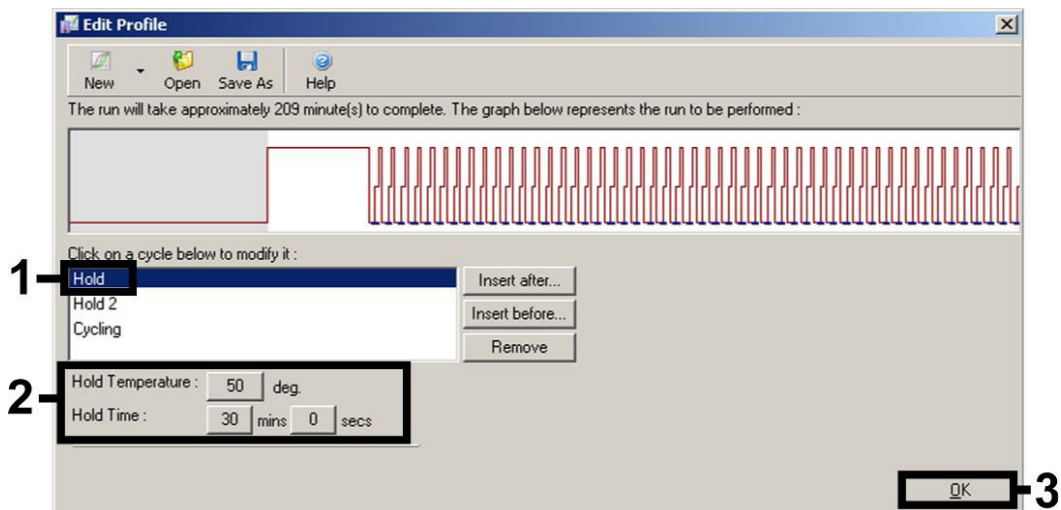 Edit Profile
New Open Save As Help
The run will take approximately 209 minute(s) to complete. The graph below represents the run to be performed :
Click on a cycle below to modify it :
1
Hold
Insert after...
Hold 2
Insert before...
Cycling
Remove
2
Hold Temperature : 50 deg.
Hold Time : 30 mins 0 secs
OK
3